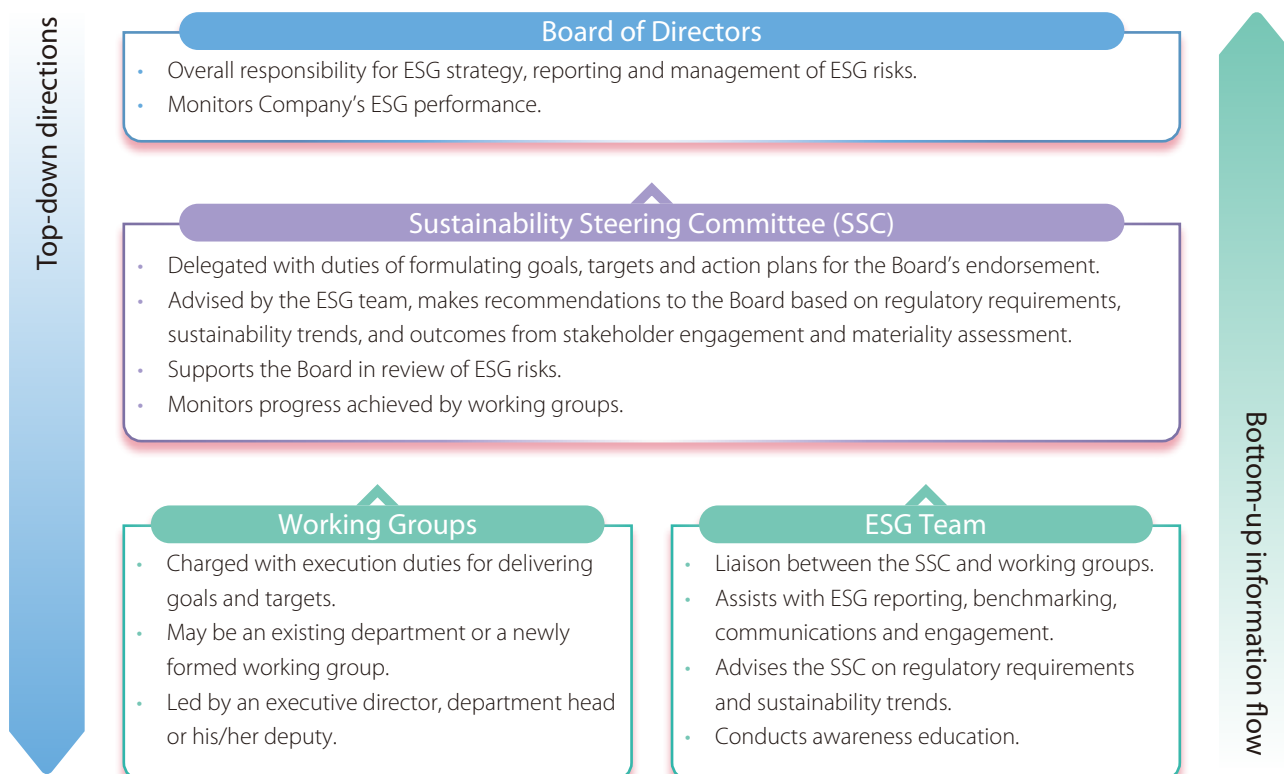 Top-down directions
Board of Directors
• Overall responsibility for ESG strategy, reporting and management of ESG risks.
• Monitors Company’s ESG performance.
Sustainability Steering Committee (SSC)
• Delegated with duties of formulating goals, targets and action plans for the Board’s endorsement.
• Advised by the ESG team, makes recommendations to the Board based on regulatory requirements,
sustainability trends, and outcomes from stakeholder engagement and materiality assessment.
• Supports the Board in review of ESG risks.
• Monitors progress achieved by working groups.
Working Groups
• Charged with execution duties for delivering
goals and targets.
• May be an existing department or a newly
formed working group.
• Led by an executive director, department head
or his/her deputy.
ESG Team
• Liaison between the SSC and working groups.
• Assists with ESG reporting, benchmarking,
communications and engagement.
• Advises the SSC on regulatory requirements
and sustainability trends.
• Conducts awareness education.
Bottom-up information flow